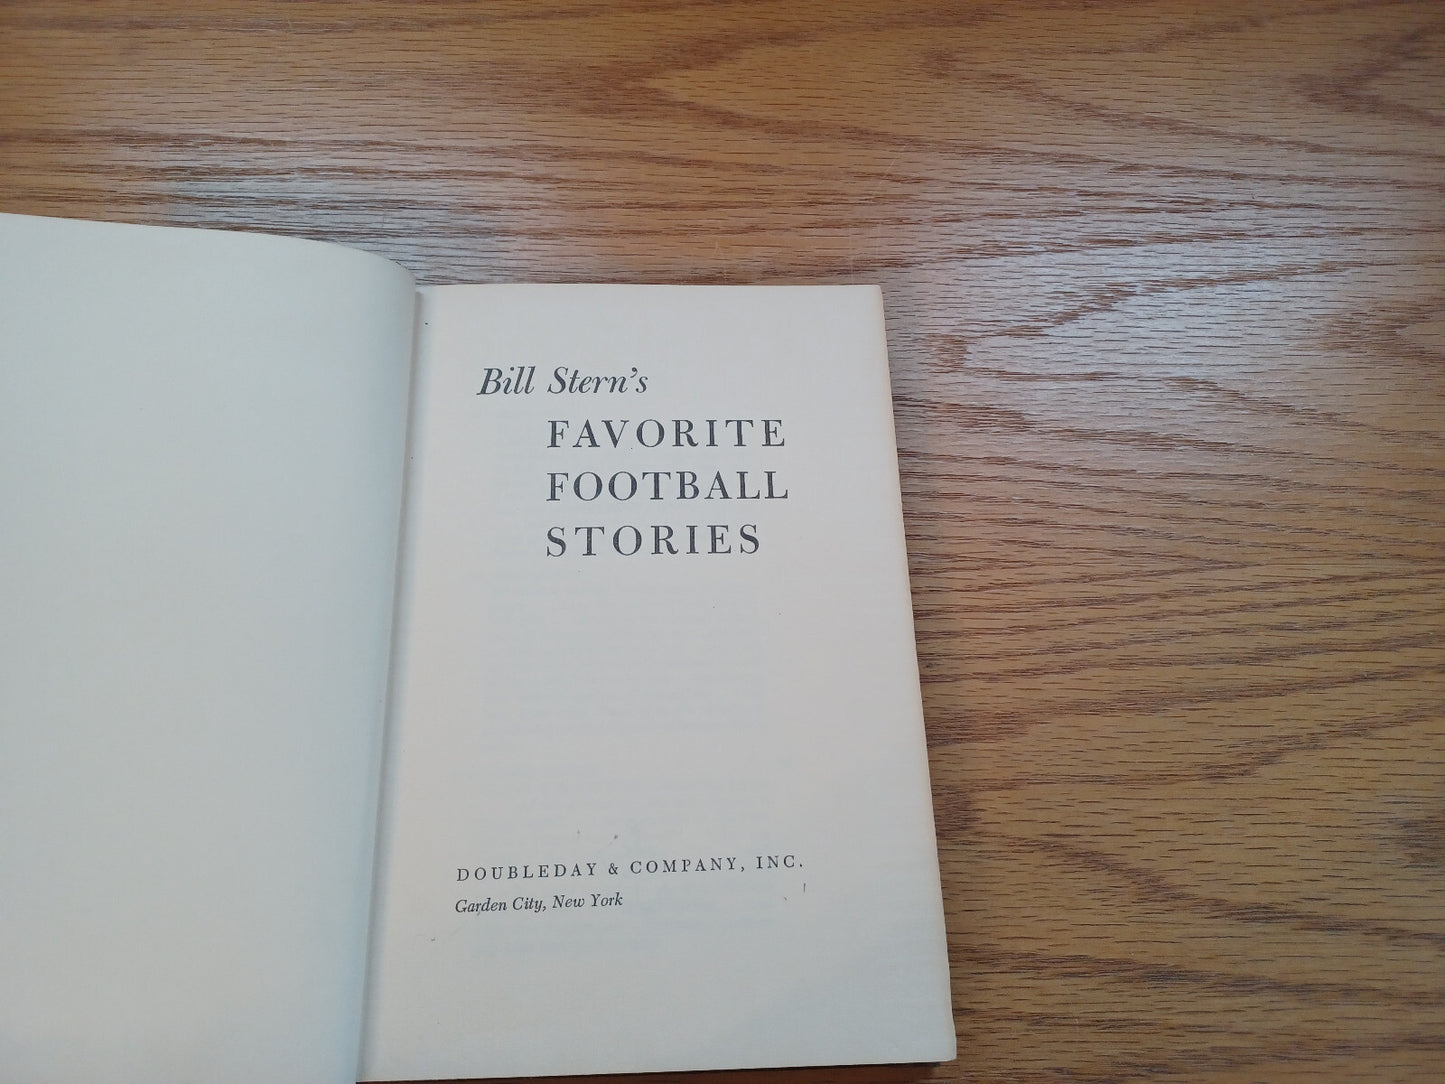 Bill Stern's
FAVORITE
FOOTBALL
STORIES
DOUBLEDAY & COMPANY, INC.
Garden City, New York